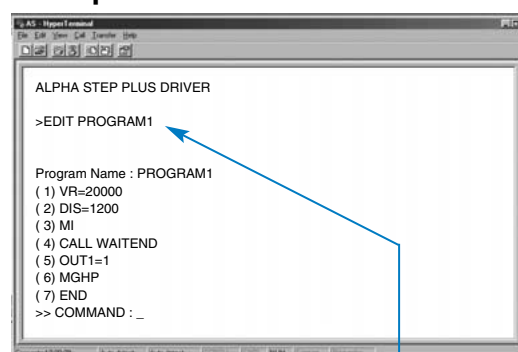 AS - HyperTerminal
File Edit View Call Transfer Help
ALPHA STEP PLUS DRIVER
>EDIT PROGRAM1
Program Name : PROGRAM1
( 1) VR=20000
( 2) DIS=1200
( 3) MI
( 4) CALL WAITEND
( 5) OUT1=1
( 6) MGHP
( 7) END
>> COMMAND : _